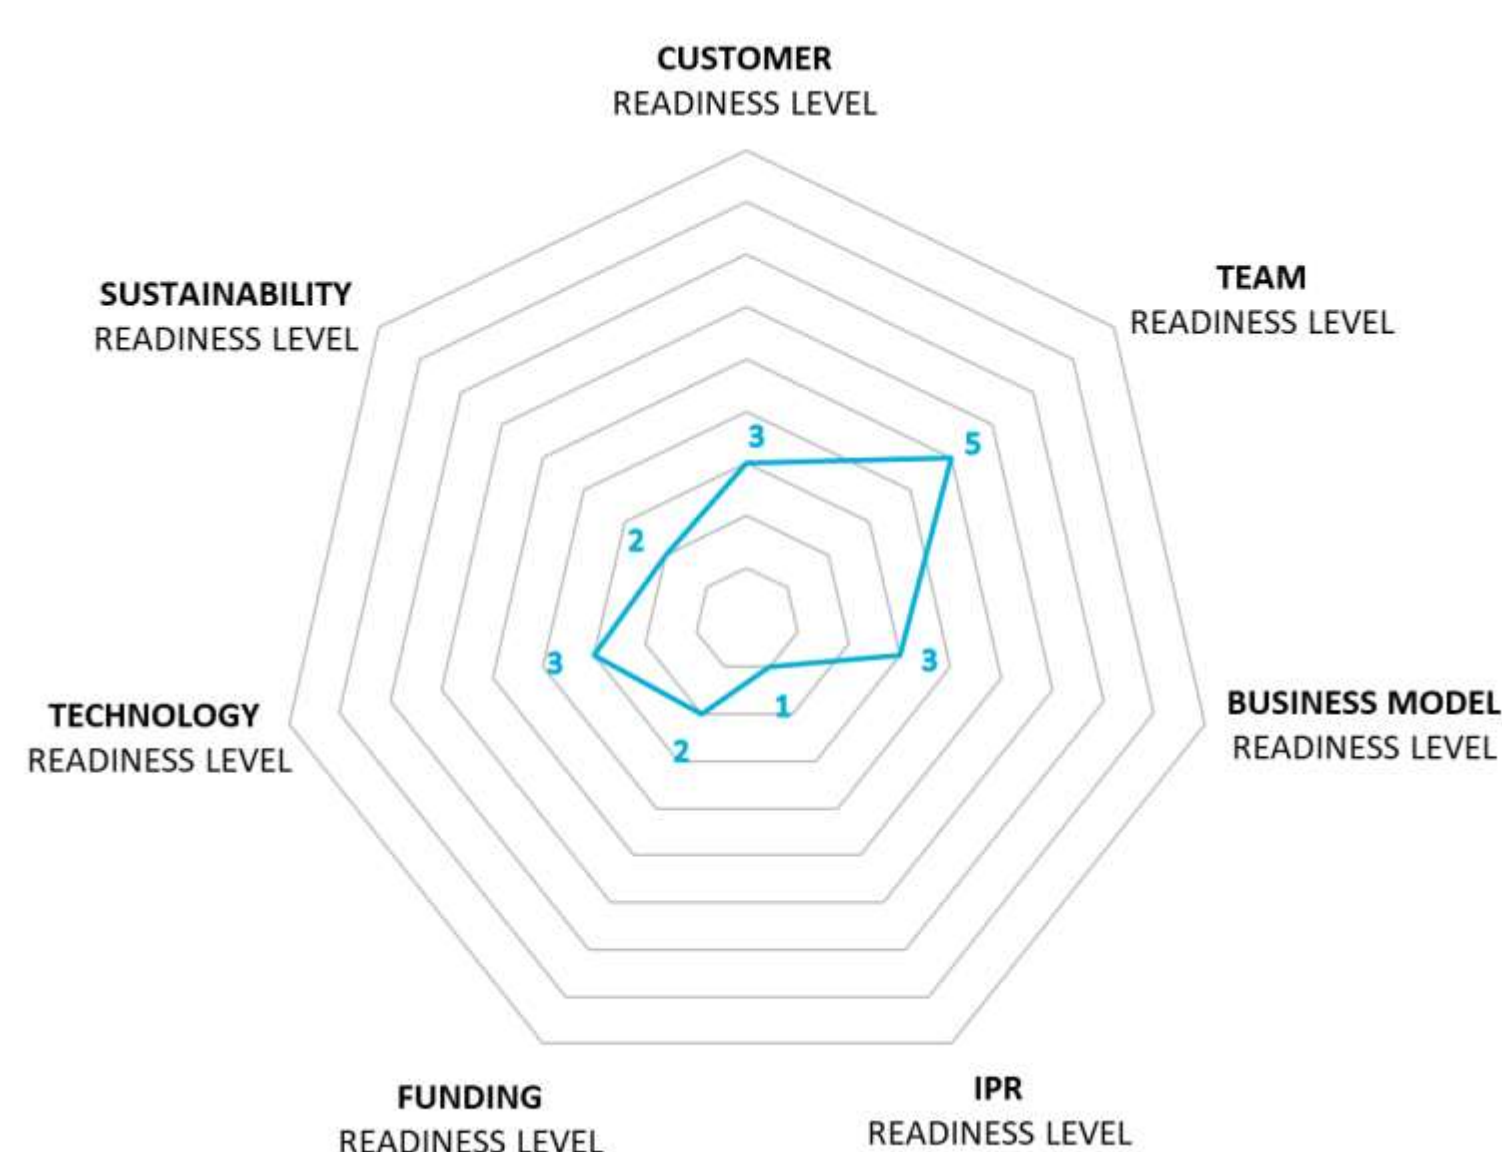 CUSTOMER
READINESS LEVEL
TEAM
READINESS LEVEL
SUSTAINABILITY
READINESS LEVEL
3
5
2
3
3
1
2
BUSINESS MODEL
READINESS LEVEL
TECHNOLOGY
READINESS LEVEL
IPR
READINESS LEVEL
FUNDING
READINESS LEVEL